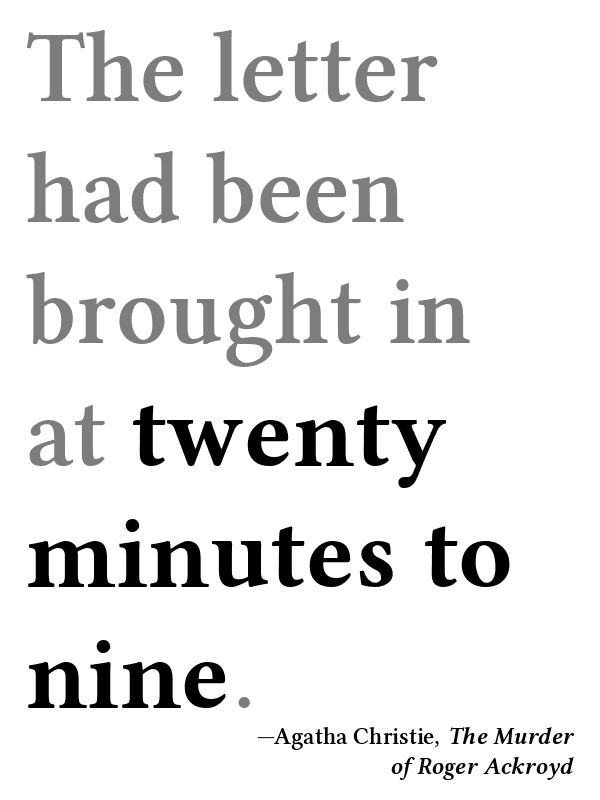 The letter
had been
brought in
at twenty
minutes to
nine.
—Agatha Christie, The Murder
of Roger Ackroyd